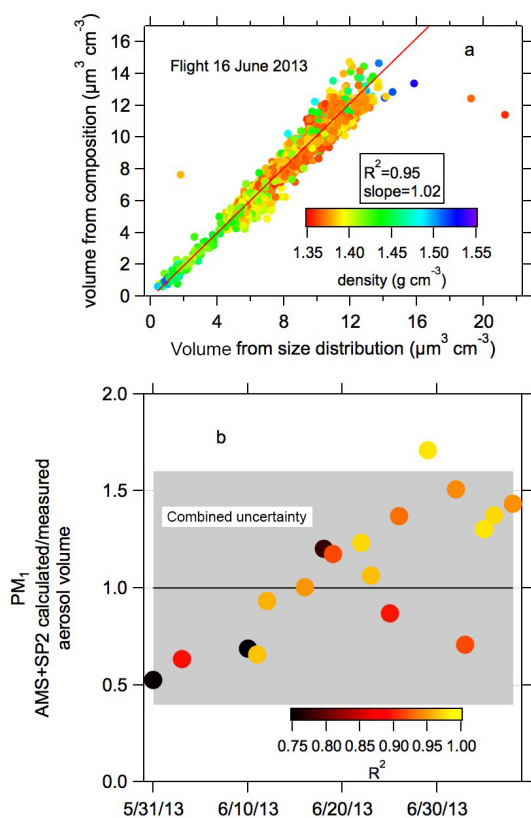 16
14
12
10
8
6
4
2
0
volume from composition (µm³ cm⁻³)
Flight 16 June 2013
a
R²=0.95
slope=1.02
1.35 1.40 1.45 1.50 1.55
density (g cm⁻³)
0 4 8 12 16 20
Volume from size distribution (µm³ cm⁻³)
2.0
1.5
1.0
0.5
0.0
PM₁
AMS+SP2 calculated/measured
aerosol volume
b
Combined uncertainty
0.75 0.80 0.85 0.90 0.95 1.00
R²
5/31/13 6/10/13 6/20/13 6/30/13